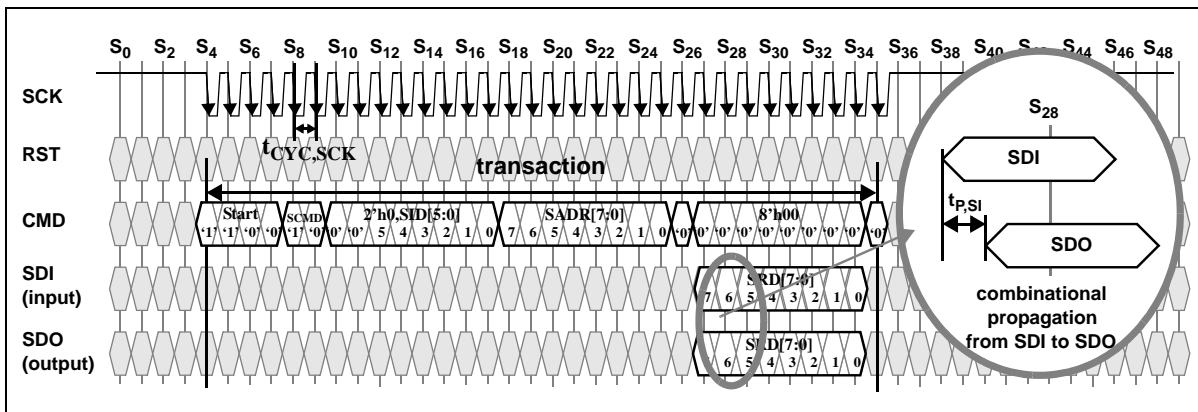 S0 S2 S4 S6 S8 S10 S12 S14 S16 S18 S20 S22 S24 S26 S28 S30 S32 S34 S36 S38 S40 S44 S46 S48
SCK
tCYC,SCK
RST
transaction
CMD
Start SCMD 2'h0,SID[5:0] SADR[7:0] 8'h00
'1' '1' '0' '0' '1' '0' '0' '0' 5 4 3 2 1 0 7 6 5 4 3 2 1 0 '0' '0' '0' '0' '0' '0' '0' '0' '0' '0'
SDI
(input)
SRD[7:0]
7 6 5 4 3 2 1 0
SDO
(output)
SRD[7:0]
6 5 4 3 2 1 0
S28
SDI
tP,SI
SDO
combinational
propagation
from SDI to SDO